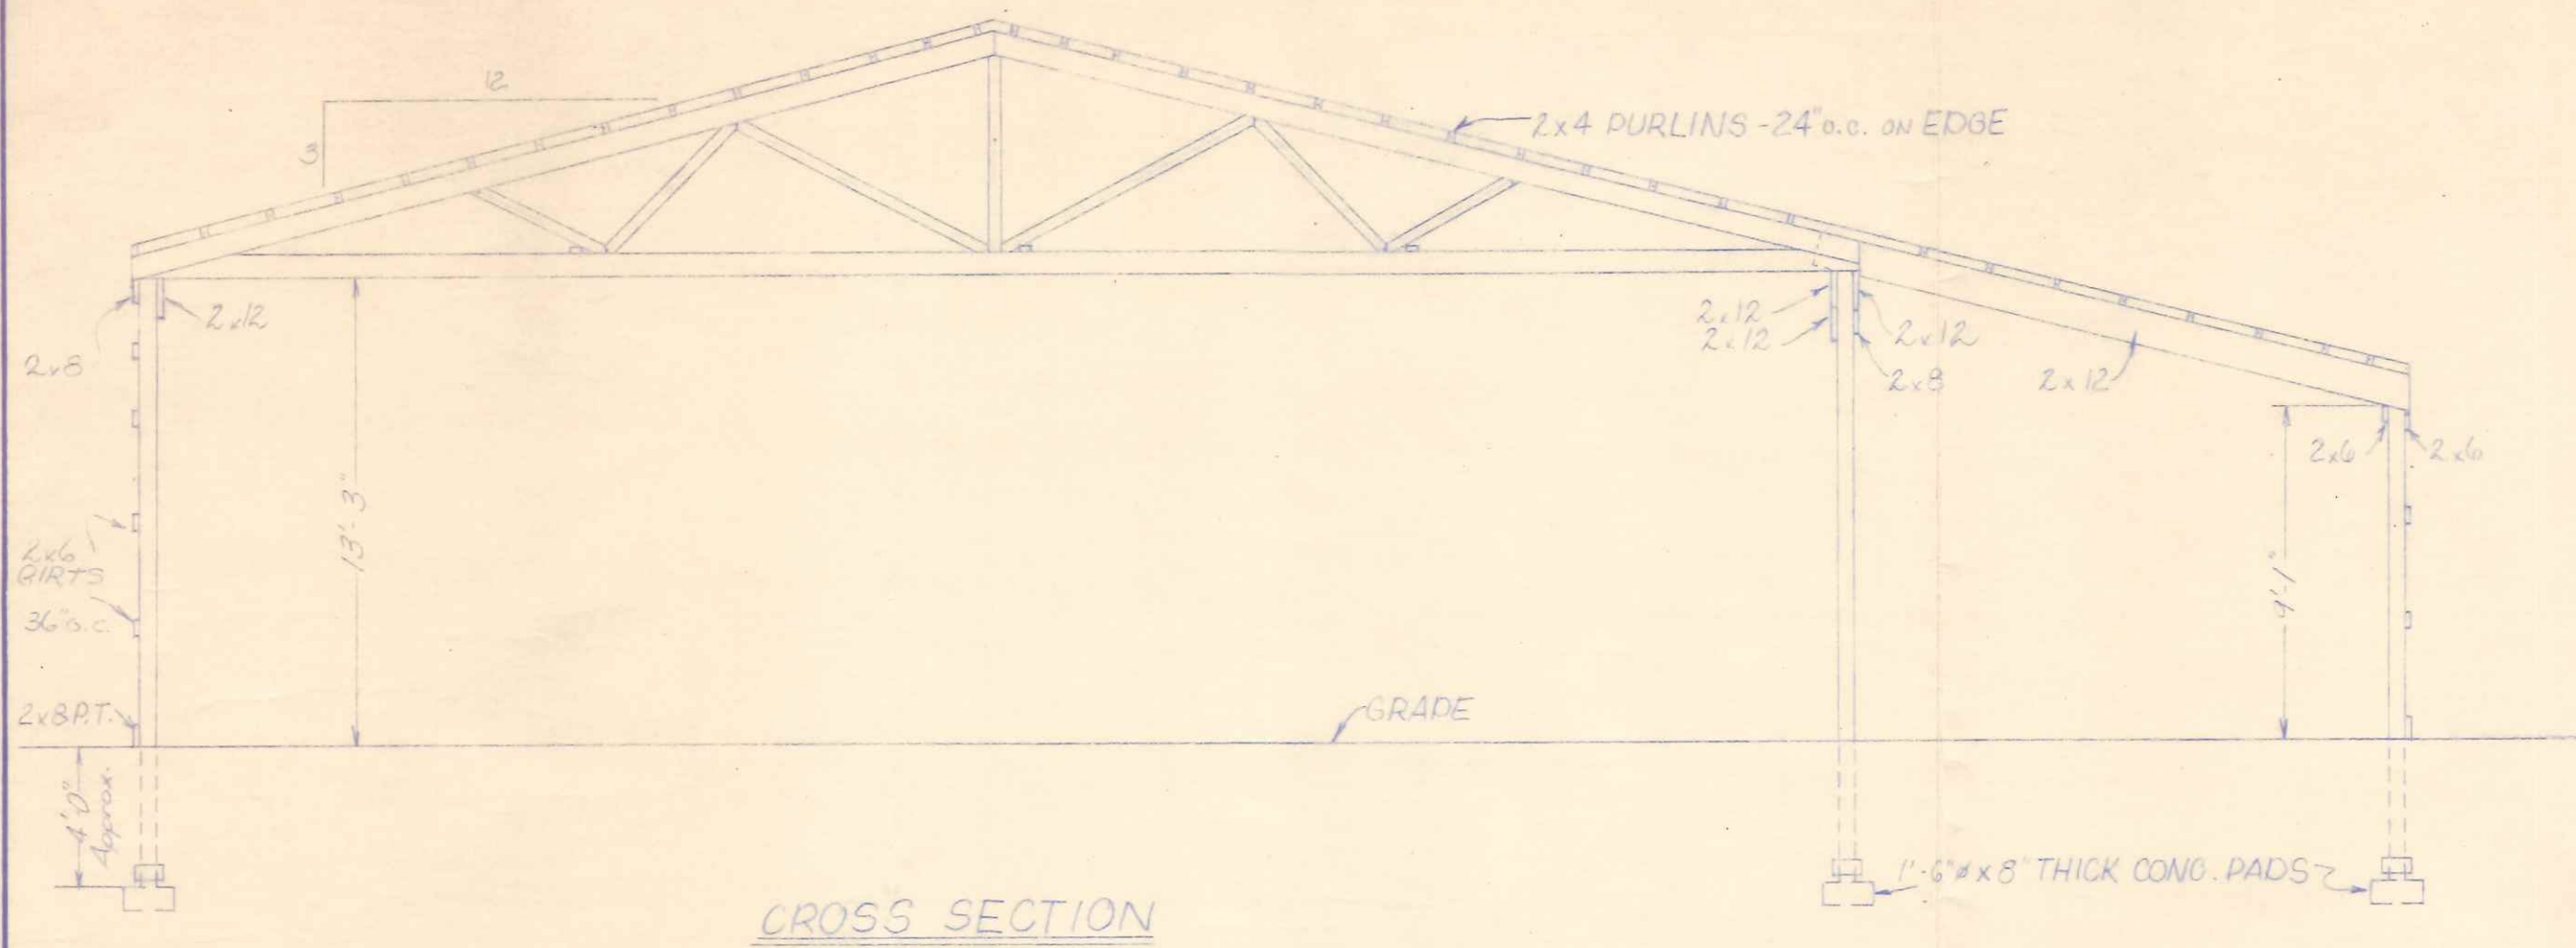 12
3
2x4 PURLINS - 24" o.c. ON EDGE
2x12
2x8
2x12
2x12
2x12
2x8
2x12
2x6
2x6
13'-3"
2x6
GIRTS
36" o.c.
9'-1"
2x8 P.T.
GRADE
4'-0"
Approx.
1'-6"ø x 8" THICK CONC. PADS
CROSS SECTION